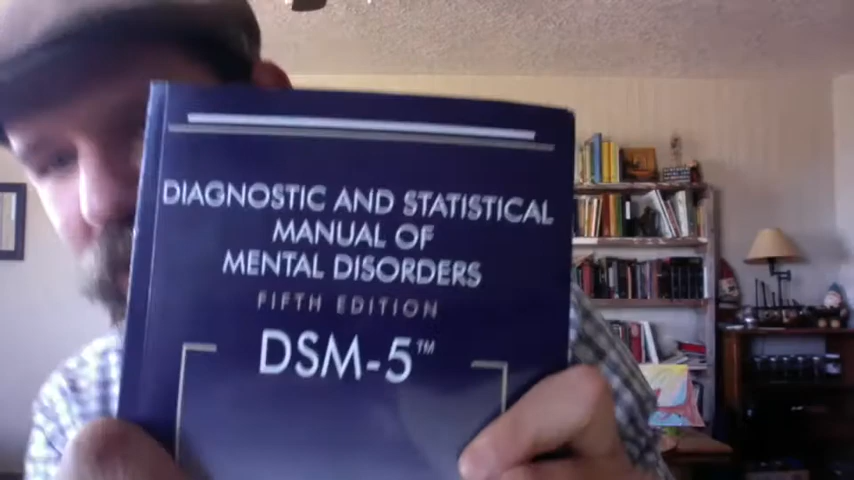 DIAGNOSTIC AND STATISTICAL
MANUAL OF
MENTAL DISORDERS
FIFTH EDITION
DSM-5™